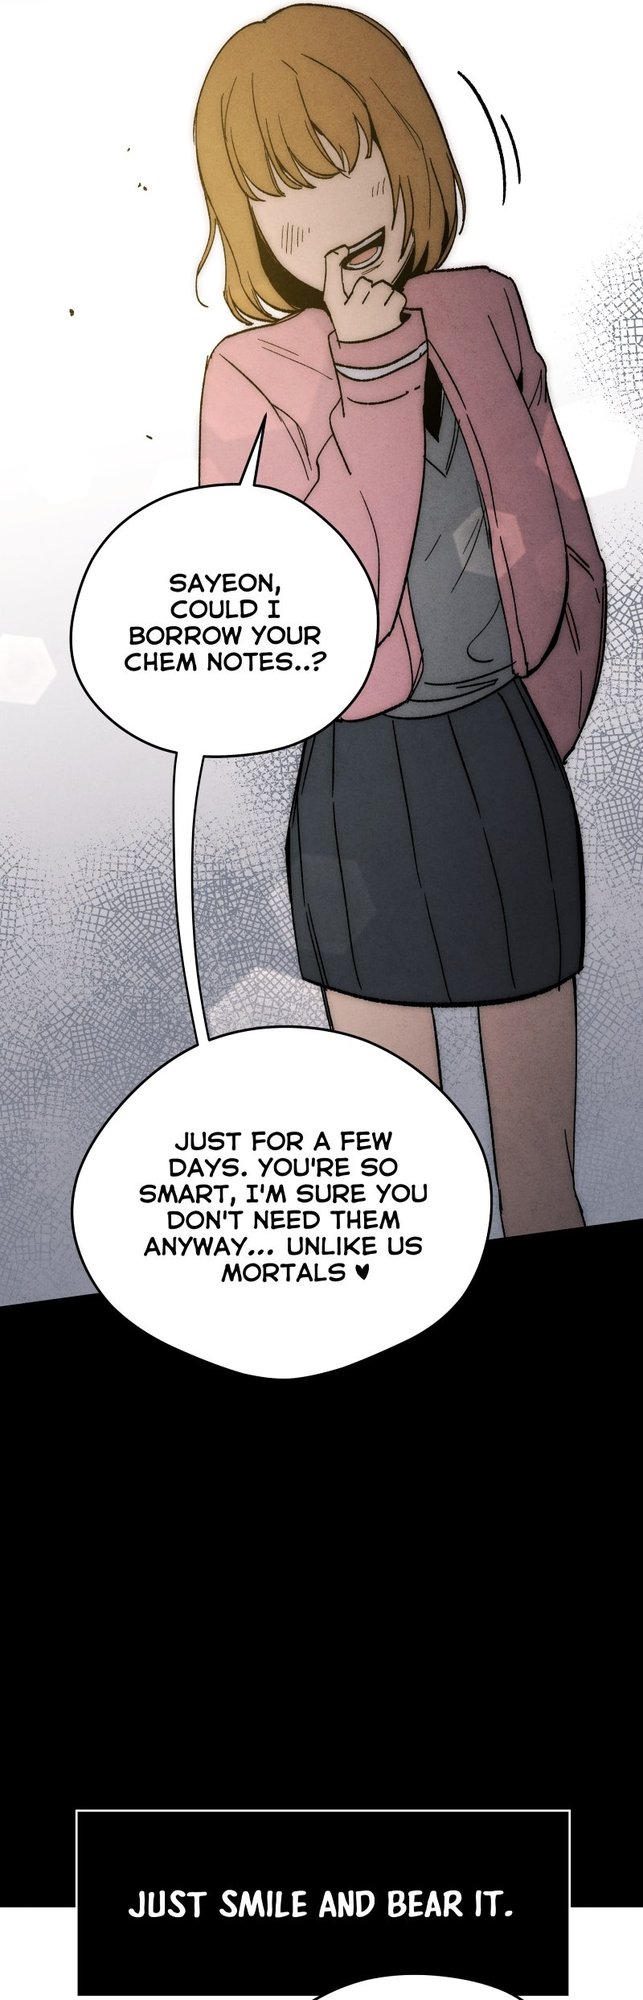 SAYEON,
COULD I
BORROW YOUR
CHEM NOTES..?
JUST FOR A FEW
DAYS. YOU'RE SO
SMART, I'M SURE YOU
DON'T NEED THEM
ANYWAY... UNLIKE US
MORTALS ♥
JUST SMILE AND BEAR IT.